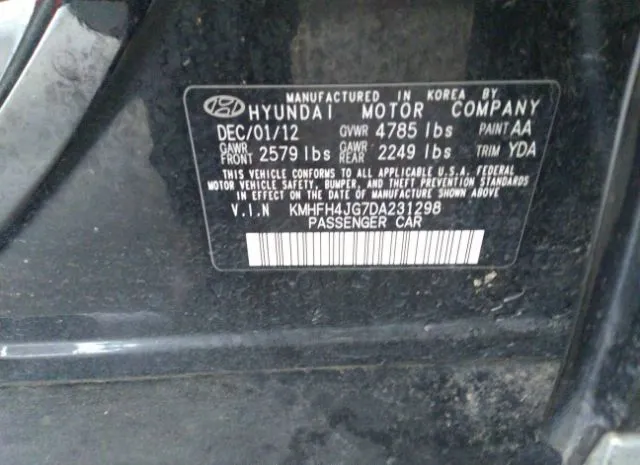 MANUFACTURED IN KOREA BY
HYUNDAI MOTOR COMPANY
DEC/01/12 GVWR 4785 lbs PAINT AA
GAWR FRONT 2579 lbs GAWR REAR 2249 lbs TRIM YDA
THIS VEHICLE CONFORMS TO ALL APPLICABLE U.S.A. FEDERAL
MOTOR VEHICLE SAFETY, BUMPER, AND THEFT PREVENTION STANDARDS
IN EFFECT ON THE DATE OF MANUFACTURE SHOWN ABOVE
V.I.N KMHFH4JG7DA231298
PASSENGER CAR